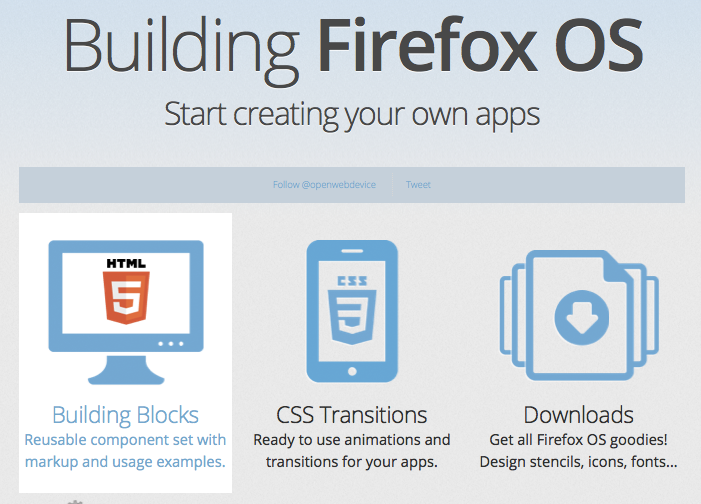 Building Firefox OS
Start creating your own apps
Follow @openwebdevice
Tweet
HTML
5
CSS
3
Building Blocks
Reusable component set with
markup and usage examples.
CSS Transitions
Ready to use animations and
transitions for your apps.
Downloads
Get all Firefox OS goodies!
Design stencils, icons, fonts...